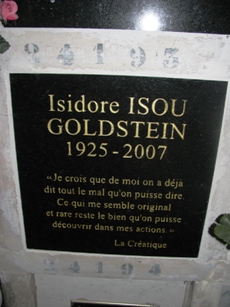 24195
Isidore ISOU
GOLDSTEIN
1925-2007
«Je crois que de moi on a déjà
dit tout le mal qu'on puisse dire.
Ce qui me semble original
et rare reste le bien qu'on puisse
découvrir dans mes actions.»
La Créatique
24194